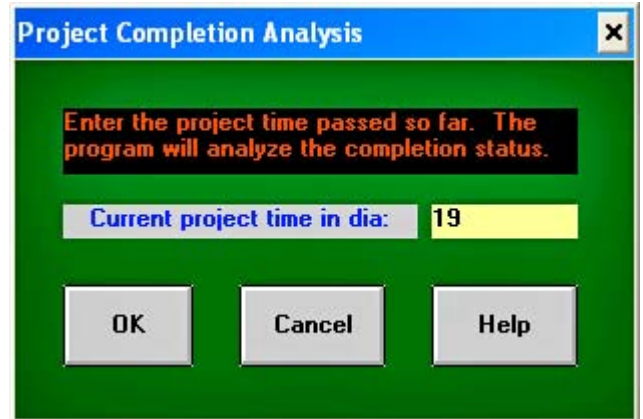 Project Completion Analysis
Enter the project time passed so far.  The
program will analyze the completion status.
Current project time in dia: 19
OK Cancel Help